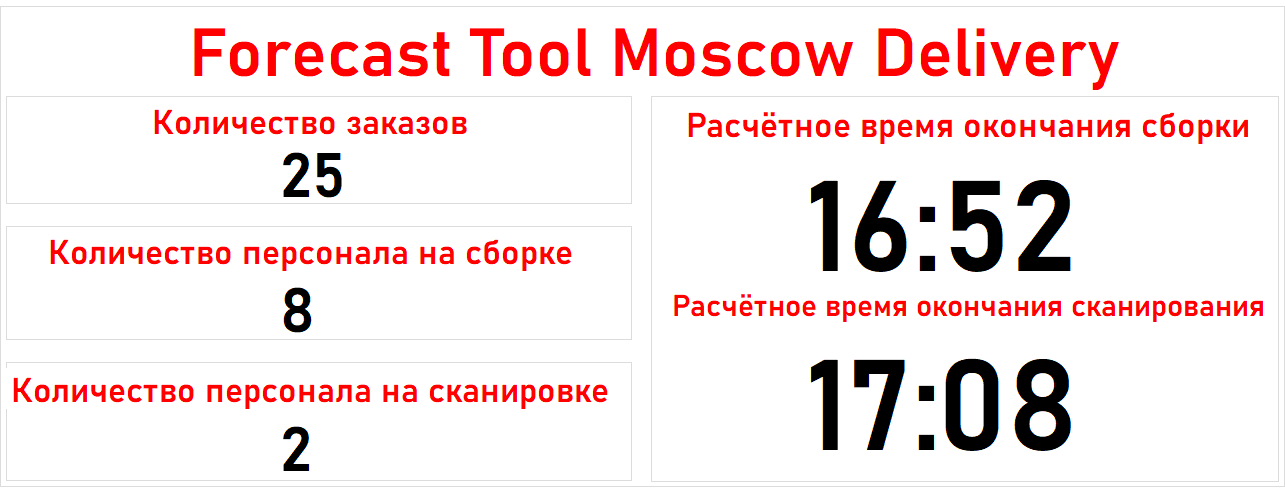 Forecast Tool Moscow Delivery
Количество заказов
25
Количество персонала на сборке
8
Количество персонала на сканировке
2
Расчётное время окончания сборки
16:52
Расчётное время окончания сканирования
17:08